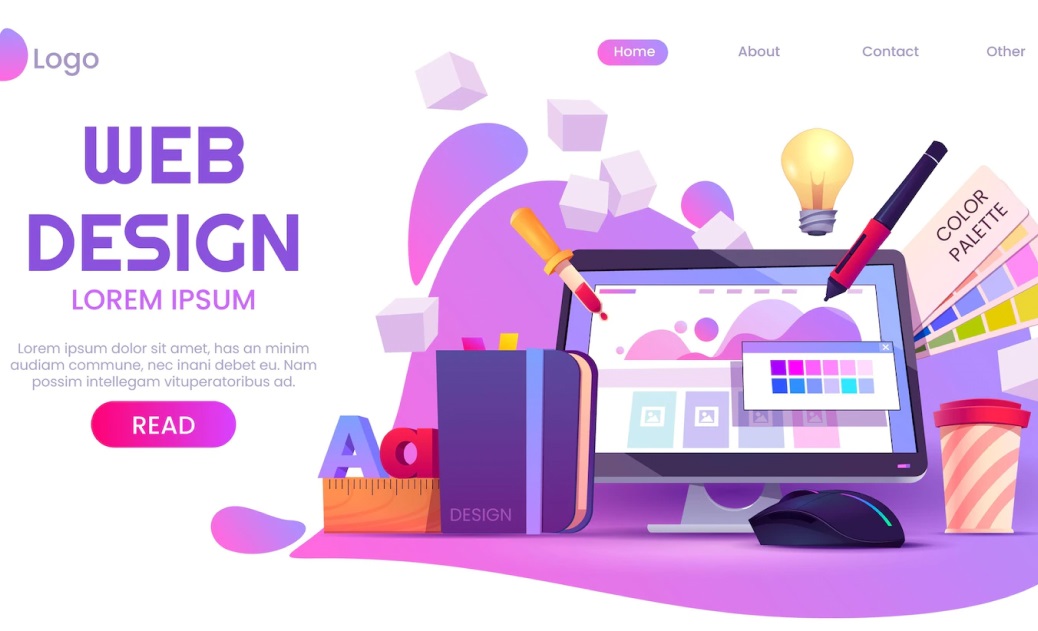 Logo
Home
About
Contact
Other
WEB
DESIGN
LOREM IPSUM
Lorem ipsum dolor sit amet, has an minim
audiam commune, nec inani debet eu. Nam
possim intellegam vituperatoribus ad.
READ
Aa
DESIGN
COLOR
PALETTE